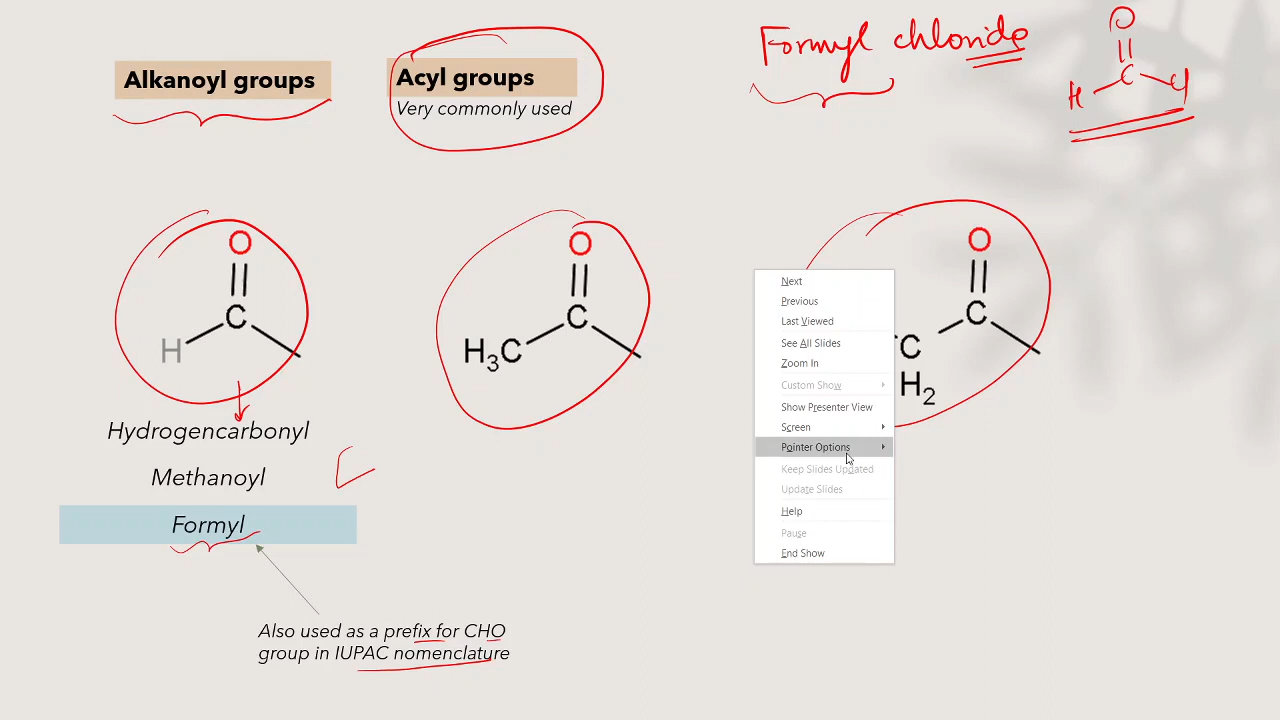 Alkanoyl groups
Acyl groups
Very commonly used
Formyl chloride
O
C
H Cl
O
C
H
O
C
H3C
O
C
C
H2
Next
Previous
Last Viewed
See All Slides
Zoom In
Custom Show
Show Presenter View
Screen
Pointer Options
Keep Slides Updated
Update Slides
Help
Pause
End Show
Hydrogencarbonyl
Methanoyl
Formyl
Also used as a prefix for CHO
group in IUPAC nomenclature